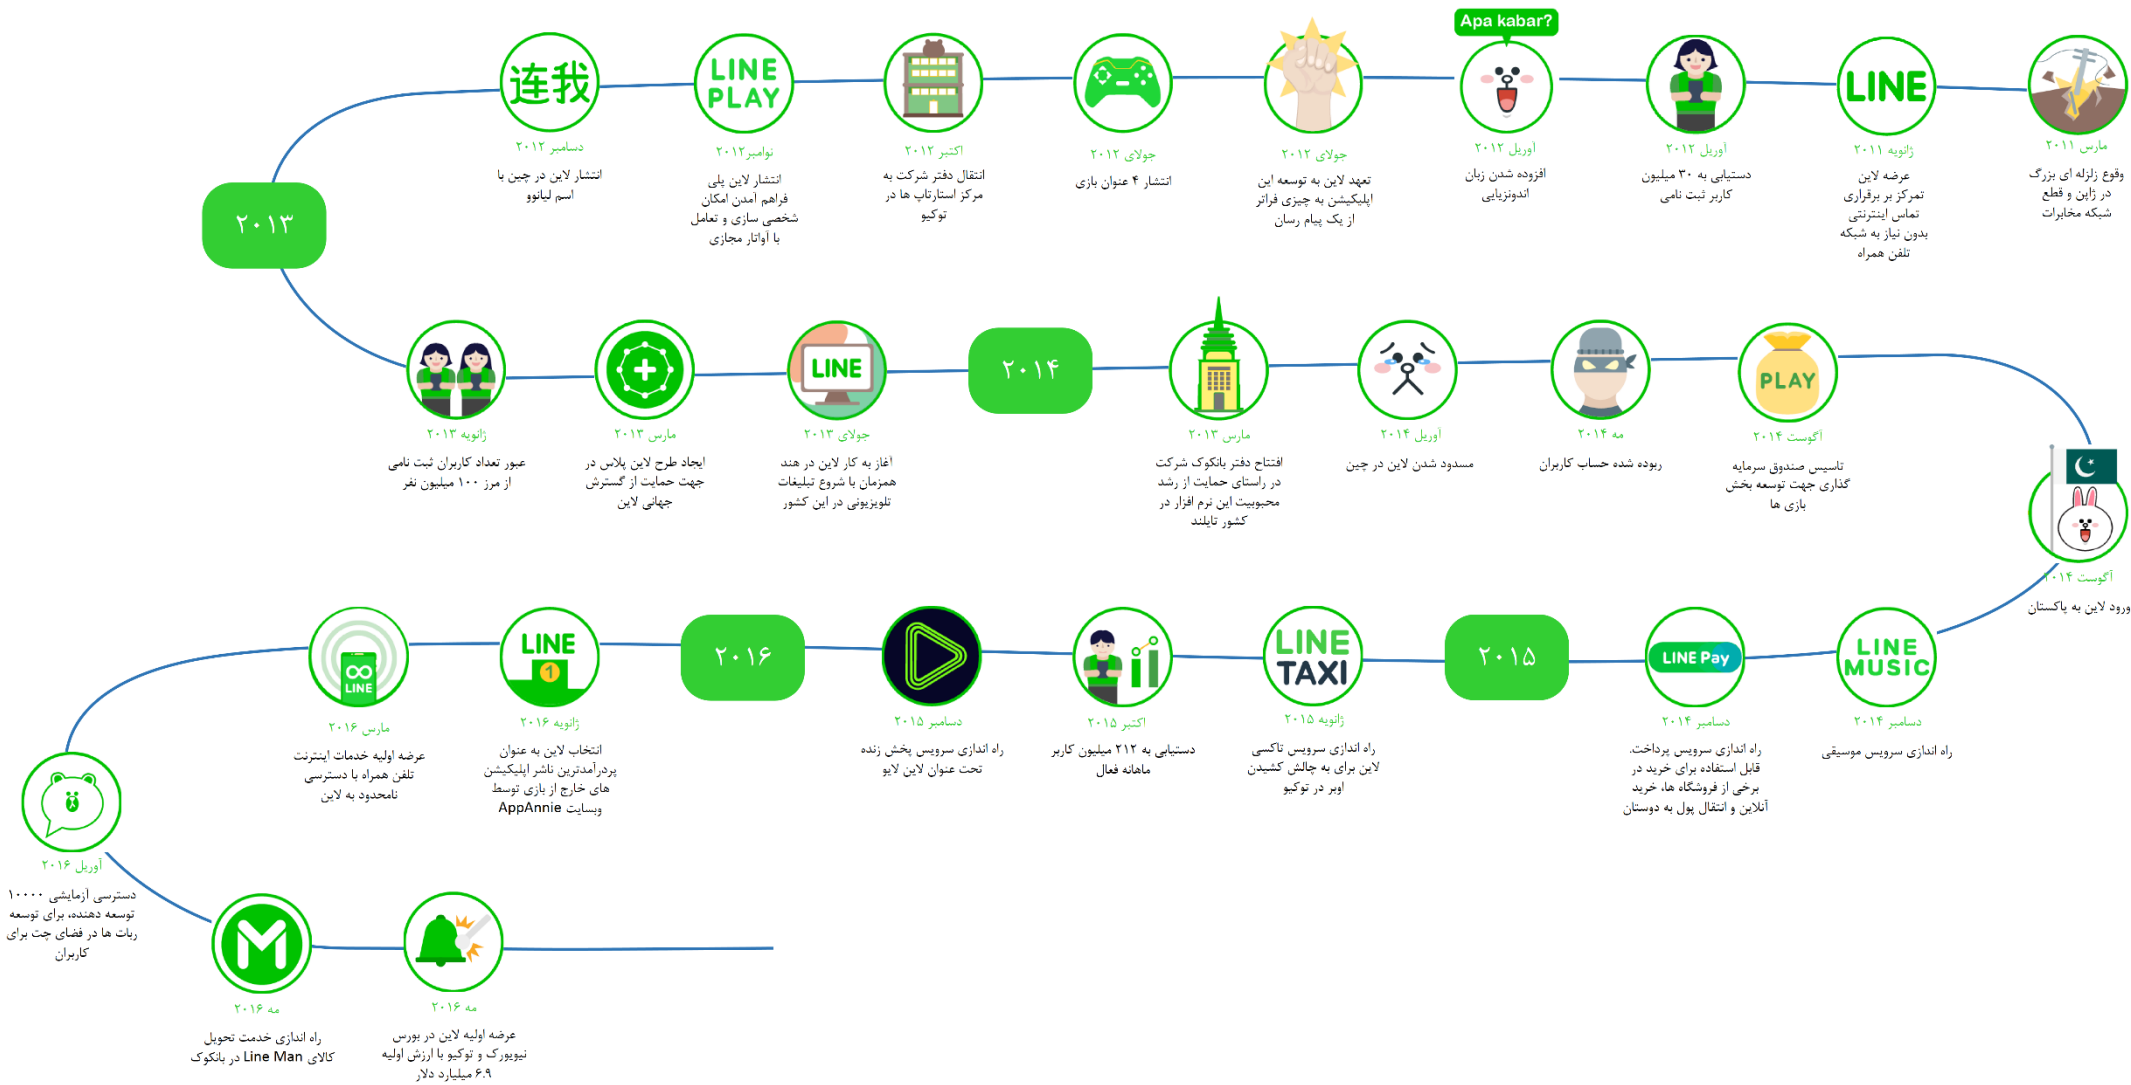 مارس ۲۰۱۱
وقوع زلزله ای بزرگ
در ژاپن و قطع
شبکه مخابرات
LINE
ژانویه ۲۰۱۱
عرضه لاین
تمرکز بر برقراری
تماس اینترنتی
بدون نیاز به شبکه
تلفن همراه
آوریل ۲۰۱۲
دستیابی به ۳۰ میلیون
کاربر ثبت نامی
Apa kabar?
آوریل ۲۰۱۲
افزوده شدن زبان
اندونزیایی
جولای ۲۰۱۲
تعهد لاین به توسعه این
اپلیکیشن به چیزی فراتر
از یک پیام رسان
جولای ۲۰۱۲
انتشار ۴ عنوان بازی
اکتبر ۲۰۱۲
انتقال دفتر شرکت به
مرکز استارتاپ ها در
توکیو
LINE
PLAY
نوامبر۲۰۱۲
انتشار لاین پلی
فراهم آمدن امکان
شخصی سازی و تعامل
با آواتار مجازی
连我
دسامبر ۲۰۱۲
انتشار لاین در چین با
اسم لیانوو
۲۰۱۳
ژانویه ۲۰۱۳
عبور تعداد کاربران ثبت نامی
از مرز ۱۰۰ میلیون نفر
مارس ۲۰۱۳
ایجاد طرح لاین پلاس در
جهت حمایت از گسترش
جهانی لاین
LINE
جولای ۲۰۱۳
آغاز به کار لاین در هند
همزمان با شروع تبلیغات
تلویزیونی در این کشور
۲۰۱۴
مارس ۲۰۱۳
افتتاح دفتر بانکوک شرکت
در راستای حمایت از رشد
محبوبیت این نرم افزار در
کشور تایلند
آوریل ۲۰۱۴
مسدود شدن لاین در چین
مه ۲۰۱۴
ربوده شده حساب کاربران
PLAY
آگوست ۲۰۱۴
تاسیس صندوق سرمایه
گذاری جهت توسعه بخش
بازی ها
آگوست ۲۰۱۴
ورود لاین به پاکستان
LINE
MUSIC
دسامبر ۲۰۱۴
راه اندازی سرویس موسیقی
LINE Pay
دسامبر ۲۰۱۴
راه اندازی سرویس پرداخت.
قابل استفاده برای خرید در
برخی از فروشگاه ها، خرید
آنلاین و انتقال پول به دوستان
۲۰۱۵
LINE
TAXI
ژانویه ۲۰۱۵
راه اندازی سرویس تاکسی
لاین برای به چالش کشیدن
اوبر در توکیو
اکتبر ۲۰۱۵
دستیابی به ۲۱۲ میلیون کاربر
ماهانه فعال
دسامبر ۲۰۱۵
راه اندازی سرویس پخش زنده
تحت عنوان لاین لایو
۲۰۱۶
LINE
1
ژانویه ۲۰۱۶
انتخاب لاین به عنوان
پردرآمدترین ناشر اپلیکیشن
های خارج از بازی توسط
وبسایت AppAnnie
∞
LINE
مارس ۲۰۱۶
عرضه اولیه خدمات اینترنت
تلفن همراه با دسترسی
نامحدود به لاین
آوریل ۲۰۱۶
دسترسی آزمایشی ۱۰۰۰۰
توسعه دهنده، برای توسعه
ربات ها در فضای چت برای
کاربران
M
مه ۲۰۱۶
راه اندازی خدمت تحویل
کالای Line Man در بانکوک
مه ۲۰۱۶
عرضه اولیه لاین در بورس
نیویورک و توکیو با ارزش اولیه
۶.۹ میلیارد دلار